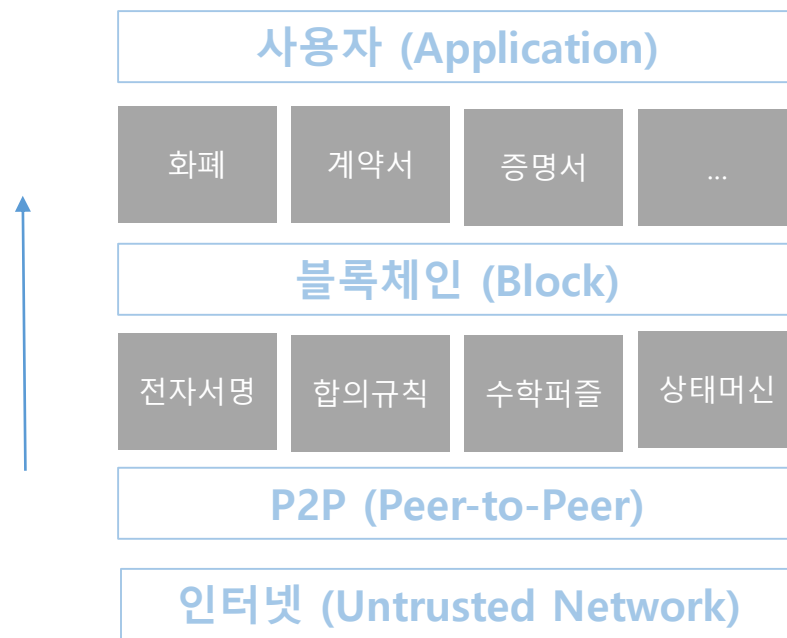 사용자 (Application)
화폐 계약서 증명서 ...
블록체인 (Block)
전자서명 합의규칙 수학퍼즐 상태머신
P2P (Peer-to-Peer)
인터넷 (Untrusted Network)